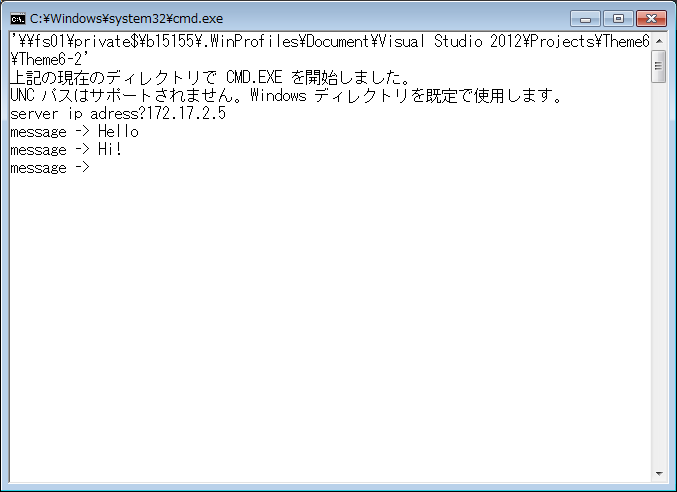 C:¥Windows¥system32¥cmd.exe
'¥¥fs01¥private$¥b15155¥.WinProfiles¥Document¥Visual Studio 2012¥Projects¥Theme6
¥Theme6-2'
上記の現在のディレクトリで CMD.EXE を開始しました。
UNC パスはサポートされません。Windows ディレクトリを既定で使用します。
server ip adress?172.17.2.5
message -> Hello
message -> Hi!
message ->